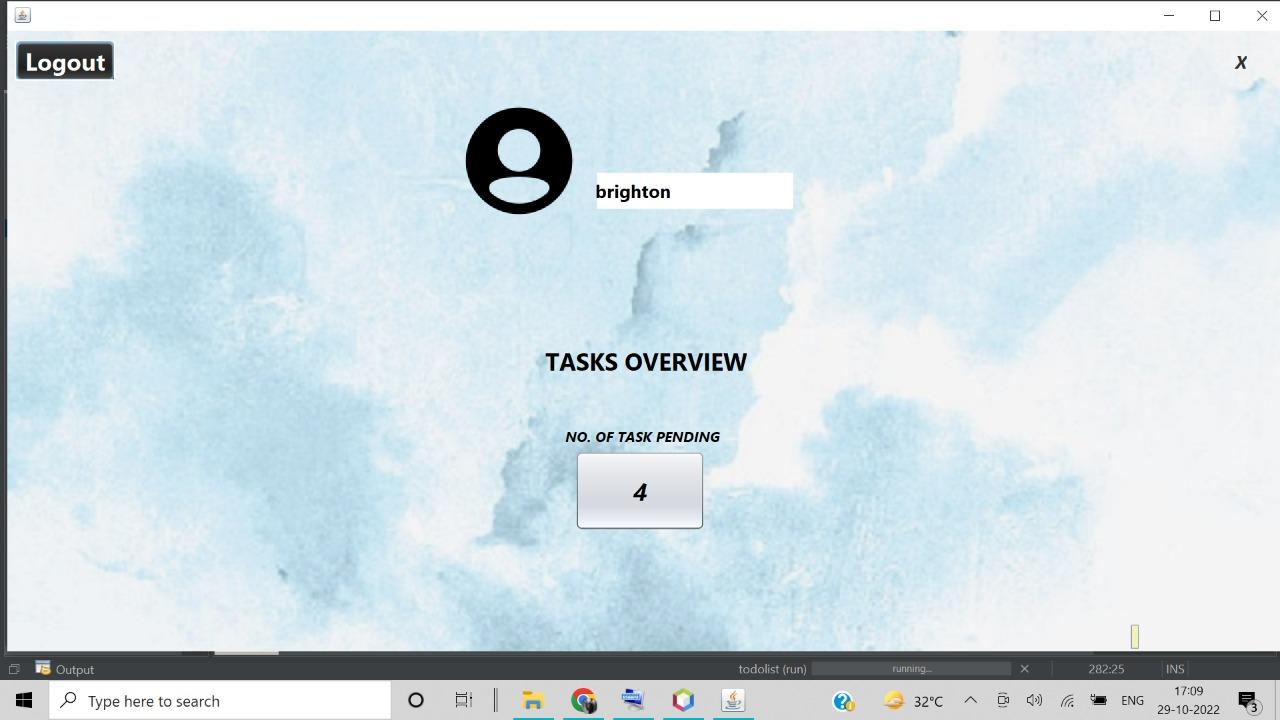 Logout
X
brighton
TASKS OVERVIEW
NO. OF TASK PENDING
4
Output
todolist (run)
running...
282:25
INS
Type here to search
32°C
ENG
17:09
29-10-2022
3